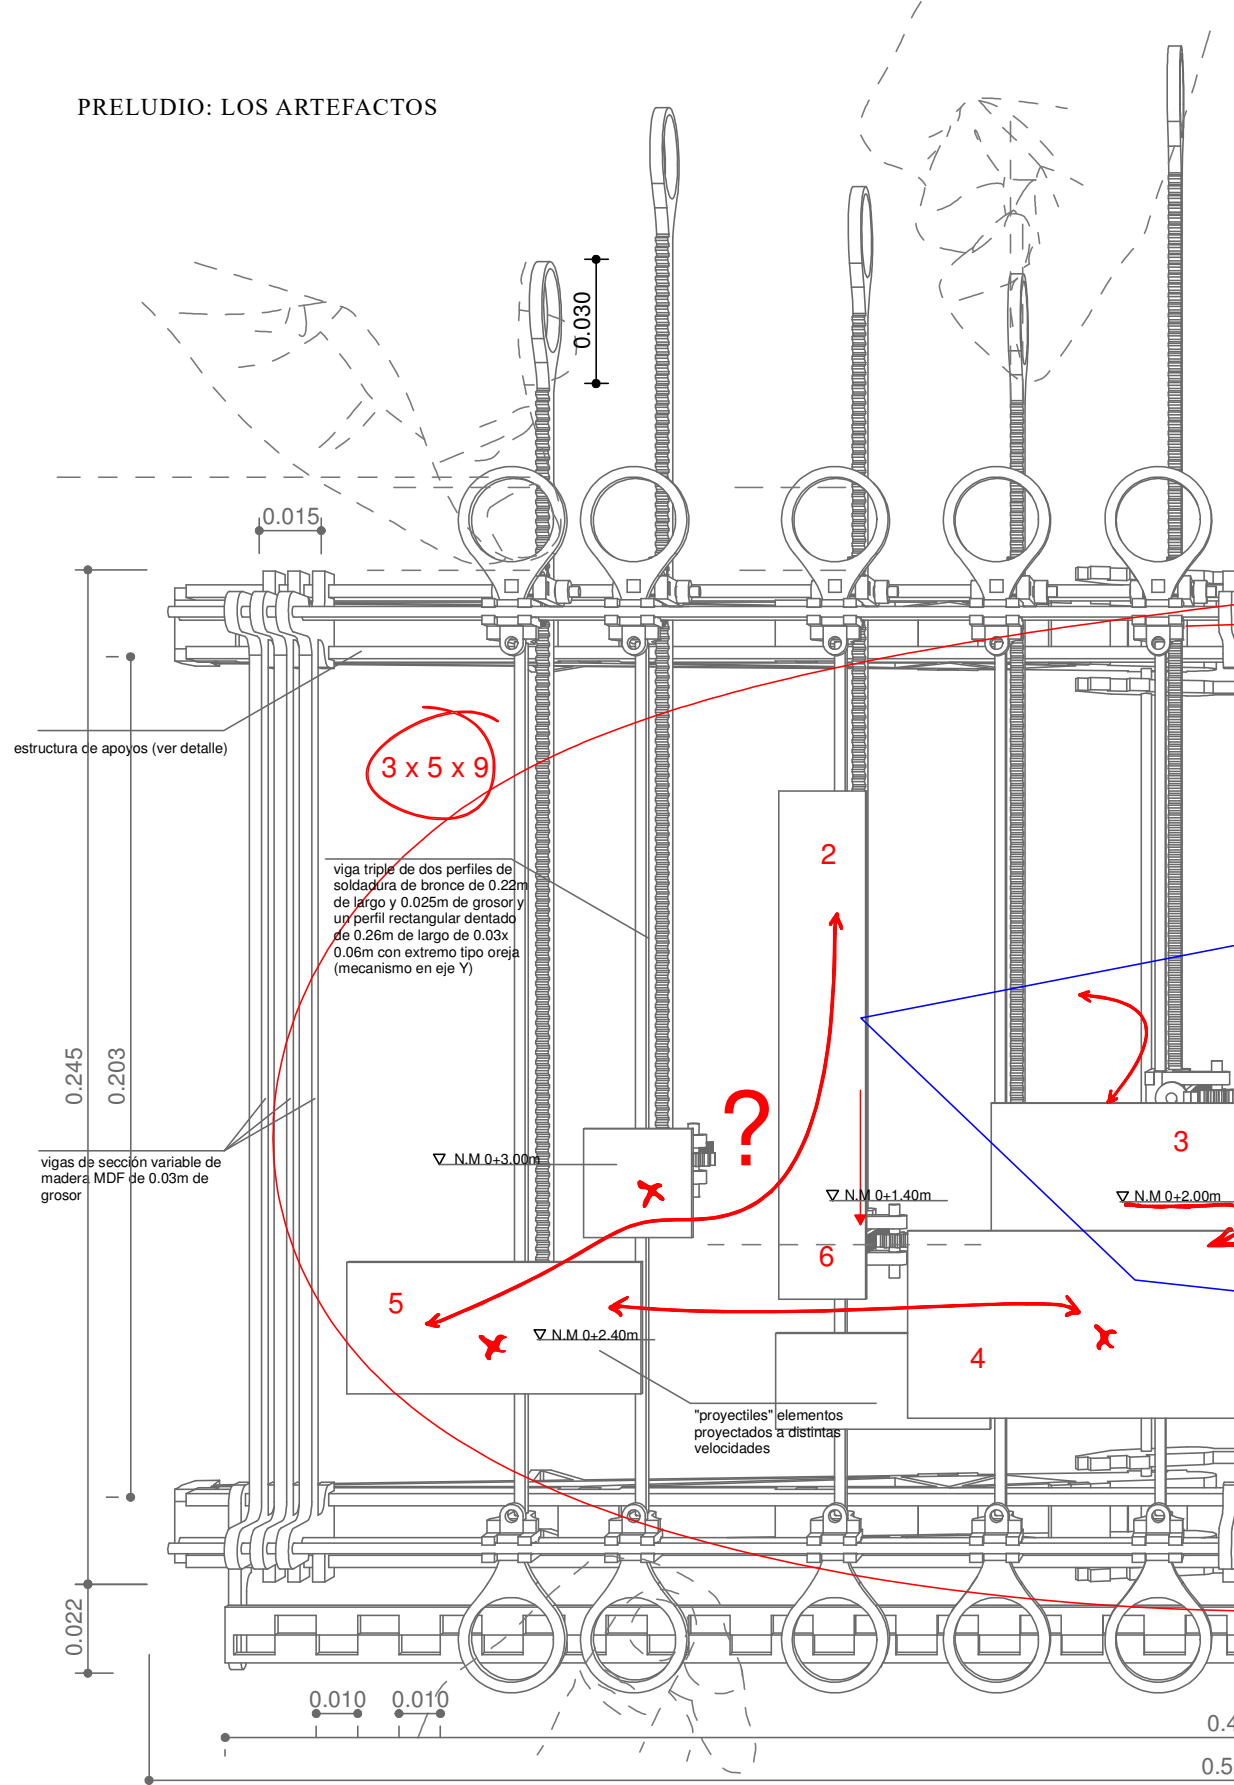 PRELUDIO: LOS ARTEFACTOS
0.030
0.015
estructura de apoyos (ver detalle)
3 x 5 x 9
2
viga triple de dos perfiles de
soldadura de bronce de 0.22m
de largo y 0.025m de grosor y
un perfil rectangular dentado
de 0.26m de largo de 0.03x
0.06m con extremo tipo oreja
(mecanismo en eje Y)
0.245
0.203
?
3
vigas de sección variable de
madera MDF de 0.03m de
grosor
N.M 0+3.00m
N.M 0+1.40m
N.M 0+2.00m
6
5
N.M 0+2.40m
4
"proyectiles" elementos
proyectados a distintas
velocidades
0.022
0.010
0.010